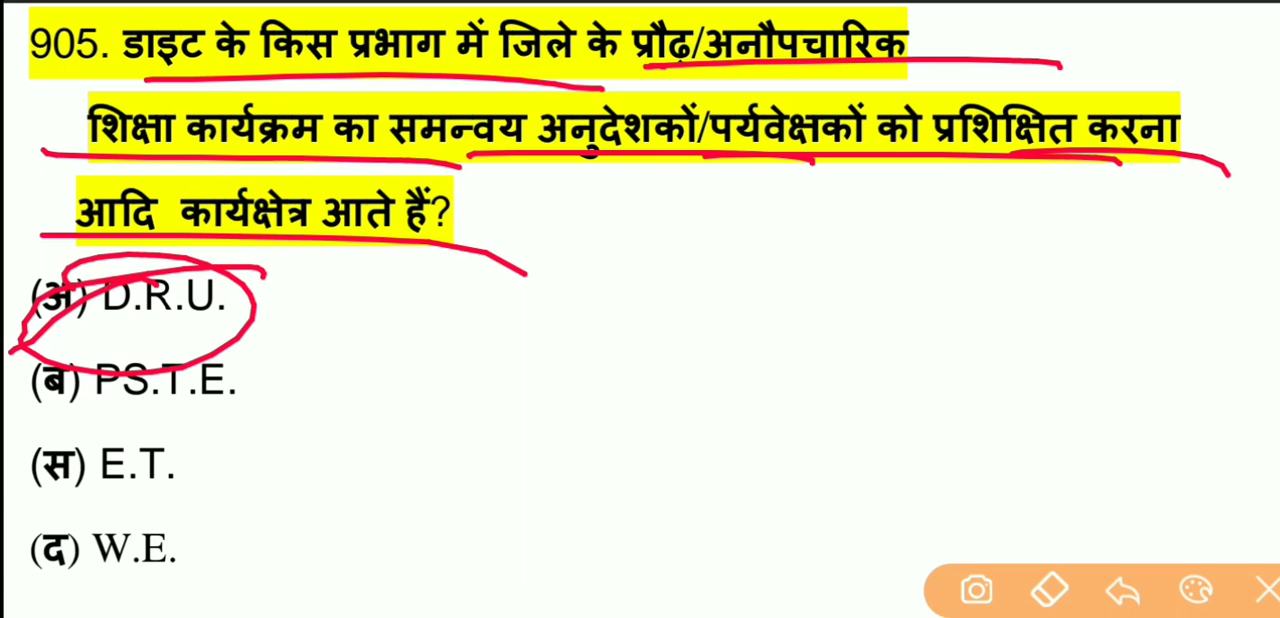 905. डाइट के किस प्रभाग में जिले के प्रौढ़/अनौपचारिक
शिक्षा कार्यक्रम का समन्वय अनुदेशकों/पर्यवेक्षकों को प्रशिक्षित करना
आदि कार्यक्षेत्र आते हैं?
(अ) D.R.U.
(ब) PS.T.E.
(स) E.T.
(द) W.E.